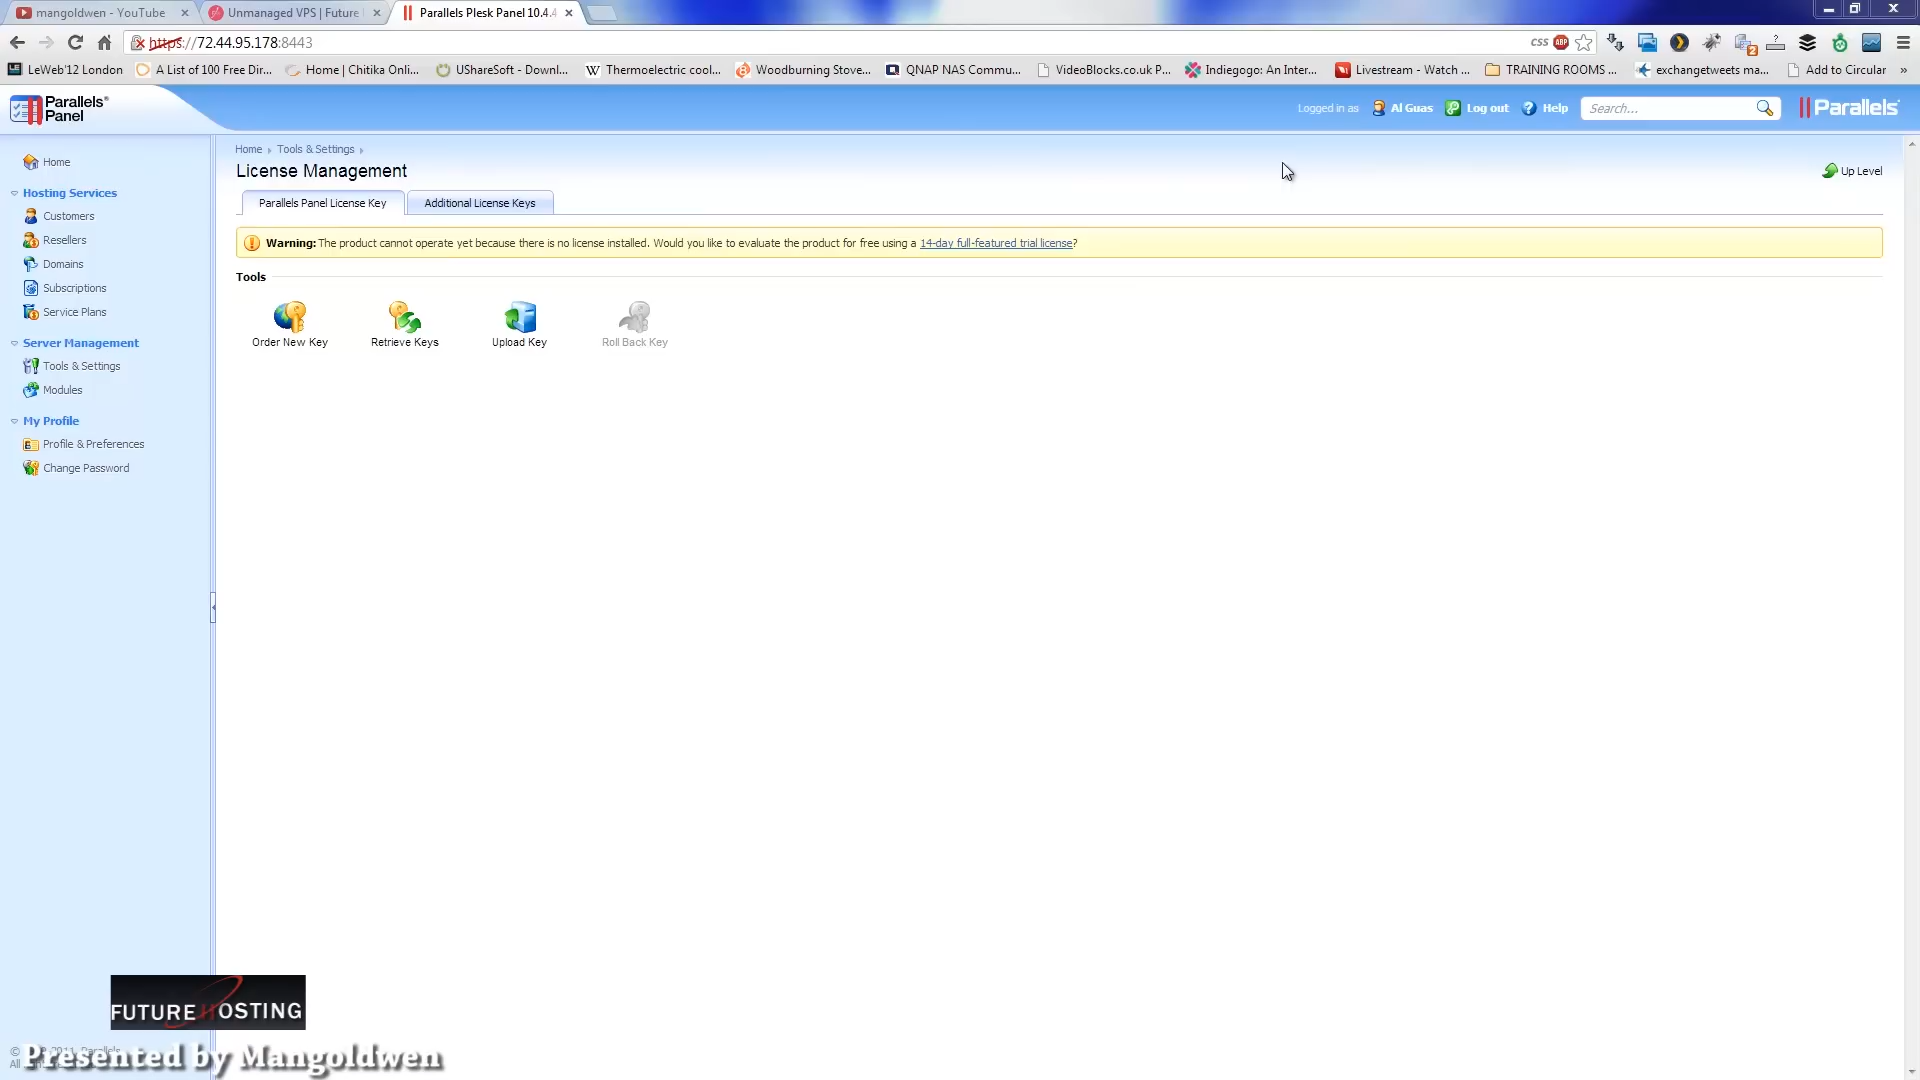 mangoldwen - YouTube
Unmanaged VPS | Future
Parallels Plesk Panel 10.4.4
https://72.44.95.178:8443
CSS ABP
LeWeb'12 London
A List of 100 Free Dir...
Home | Chitika Onli...
UShareSoft - Downl...
Thermoelectric cool...
Woodburning Stove...
QNAP NAS Commu...
VideoBlocks.co.uk P...
Indiegogo: An Inter...
Livestream - Watch ...
TRAINING ROOMS ...
exchangetweets ma...
Add to Circular
»
Parallels®
Panel
Logged in as
Al Guas
Log out
Help
Search...
Parallels
Home
Hosting Services
Customers
Resellers
Domains
Subscriptions
Service Plans
Server Management
Tools & Settings
Modules
My Profile
Profile & Preferences
Change Password
Home
Tools & Settings
License Management
Up Level
Parallels Panel License Key
Additional License Keys
Warning: The product cannot operate yet because there is no license installed. Would you like to evaluate the product for free using a 14-day full-featured trial license?
Tools
Order New Key
Retrieve Keys
Upload Key
Roll Back Key
FUTUREHOSTING
Presented by Mangoldwen